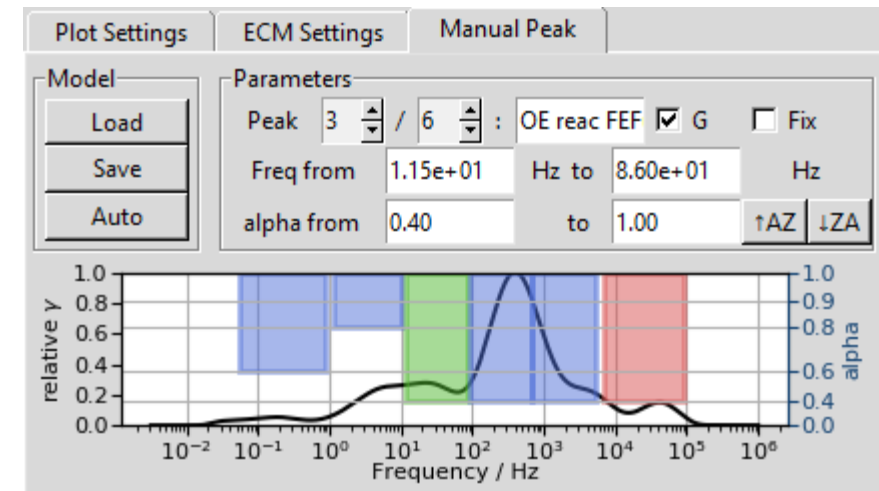 Plot Settings ECM Settings Manual Peak
Model Parameters
Load Peak 3 / 6 : OE reac FEF G Fix
Save Freq from 1.15e+01 Hz to 8.60e+01 Hz
Auto alpha from 0.40 to 1.00 ↑AZ ↓ZA
relative γ
1.0
0.8
0.6
0.4
0.2
0.0
1.0
0.9
0.8
0.6
0.4
0.0
alpha
10⁻² 10⁻¹ 10⁰ 10¹ 10² 10³ 10⁴ 10⁵ 10⁶
Frequency / Hz